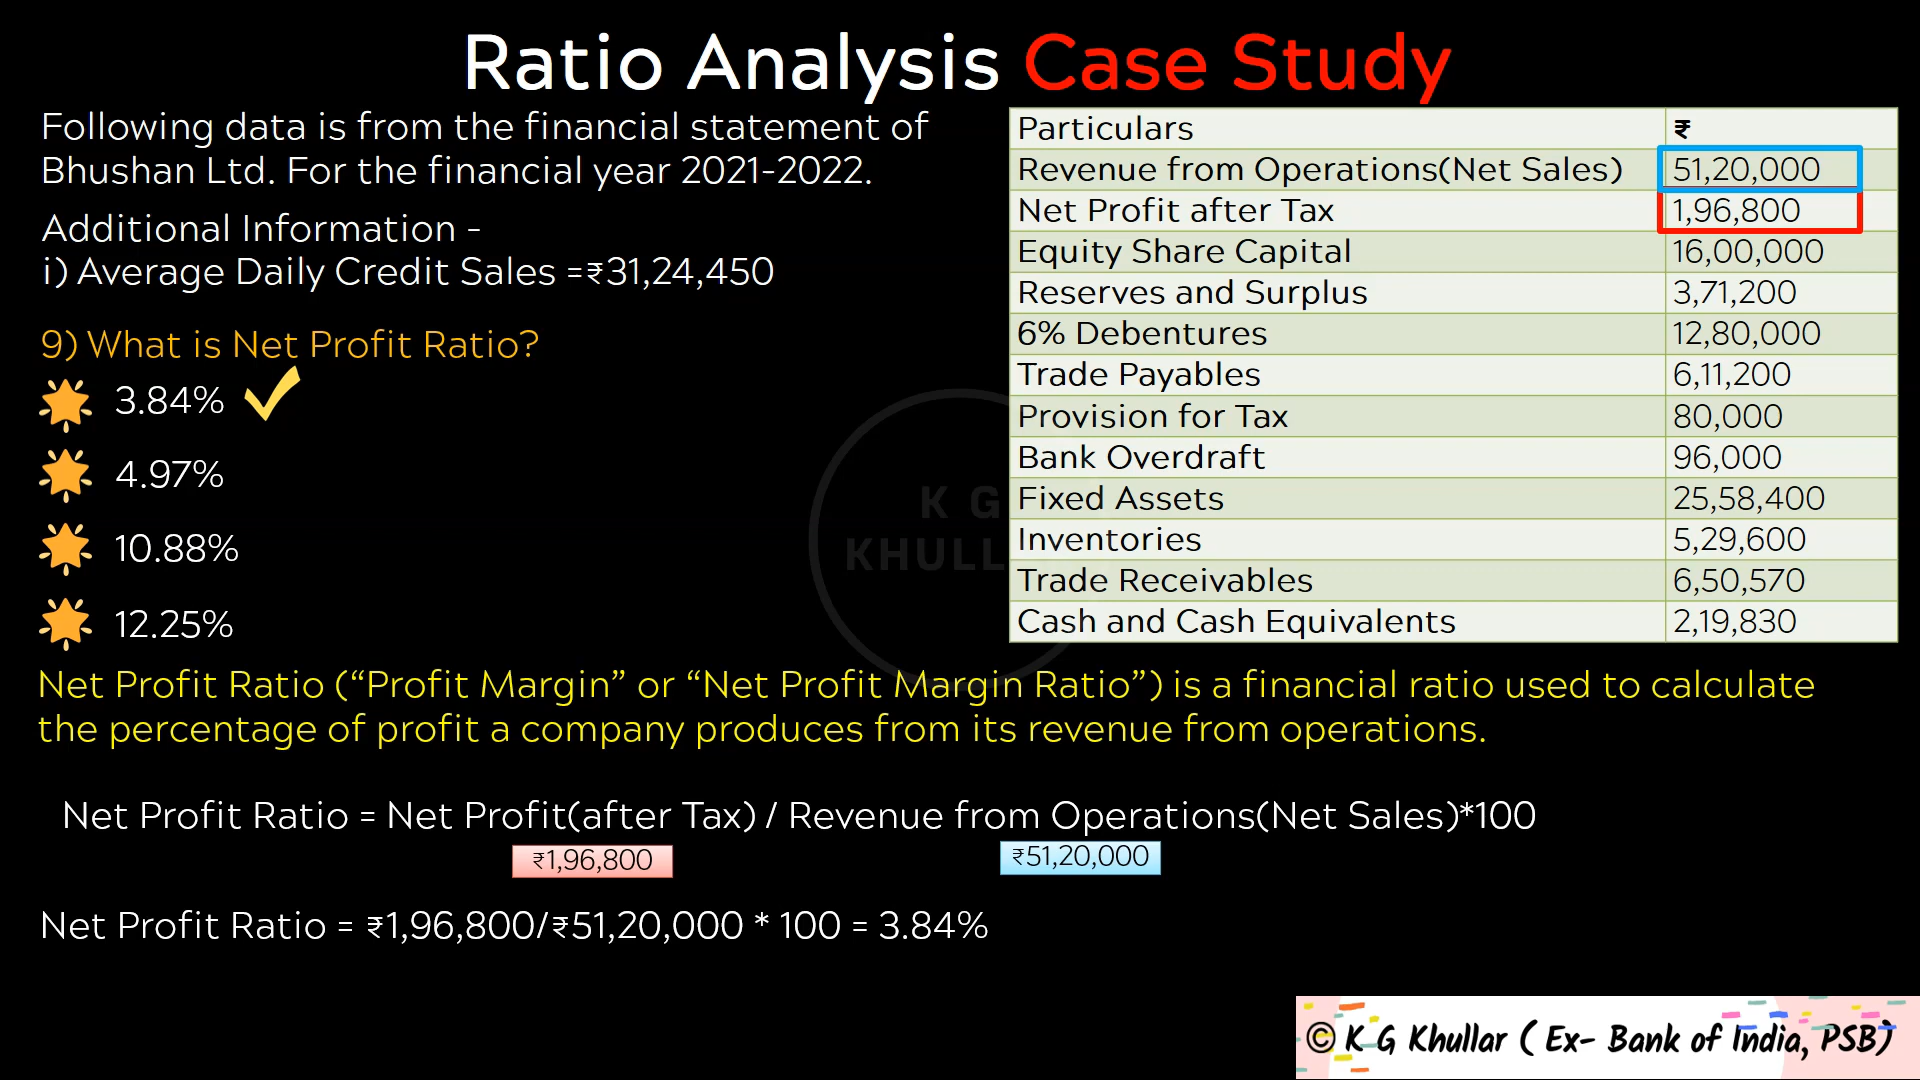 Ratio Analysis Case Study
Following data is from the financial statement of
Bhushan Ltd. For the financial year 2021-2022.
Additional Information -
i) Average Daily Credit Sales =₹31,24,450
9) What is Net Profit Ratio?
3.84%
4.97%
10.88%
12.25%
Particulars ₹
Revenue from Operations(Net Sales) 51,20,000
Net Profit after Tax 1,96,800
Equity Share Capital 16,00,000
Reserves and Surplus 3,71,200
6% Debentures 12,80,000
Trade Payables 6,11,200
Provision for Tax 80,000
Bank Overdraft 96,000
Fixed Assets 25,58,400
Inventories 5,29,600
Trade Receivables 6,50,570
Cash and Cash Equivalents 2,19,830
K G
KHULL
Net Profit Ratio (“Profit Margin” or “Net Profit Margin Ratio”) is a financial ratio used to calculate
the percentage of profit a company produces from its revenue from operations.
Net Profit Ratio = Net Profit(after Tax) / Revenue from Operations(Net Sales)*100
₹1,96,800 ₹51,20,000
Net Profit Ratio = ₹1,96,800/₹51,20,000 * 100 = 3.84%
© K G Khullar ( Ex- Bank of India, PSB)